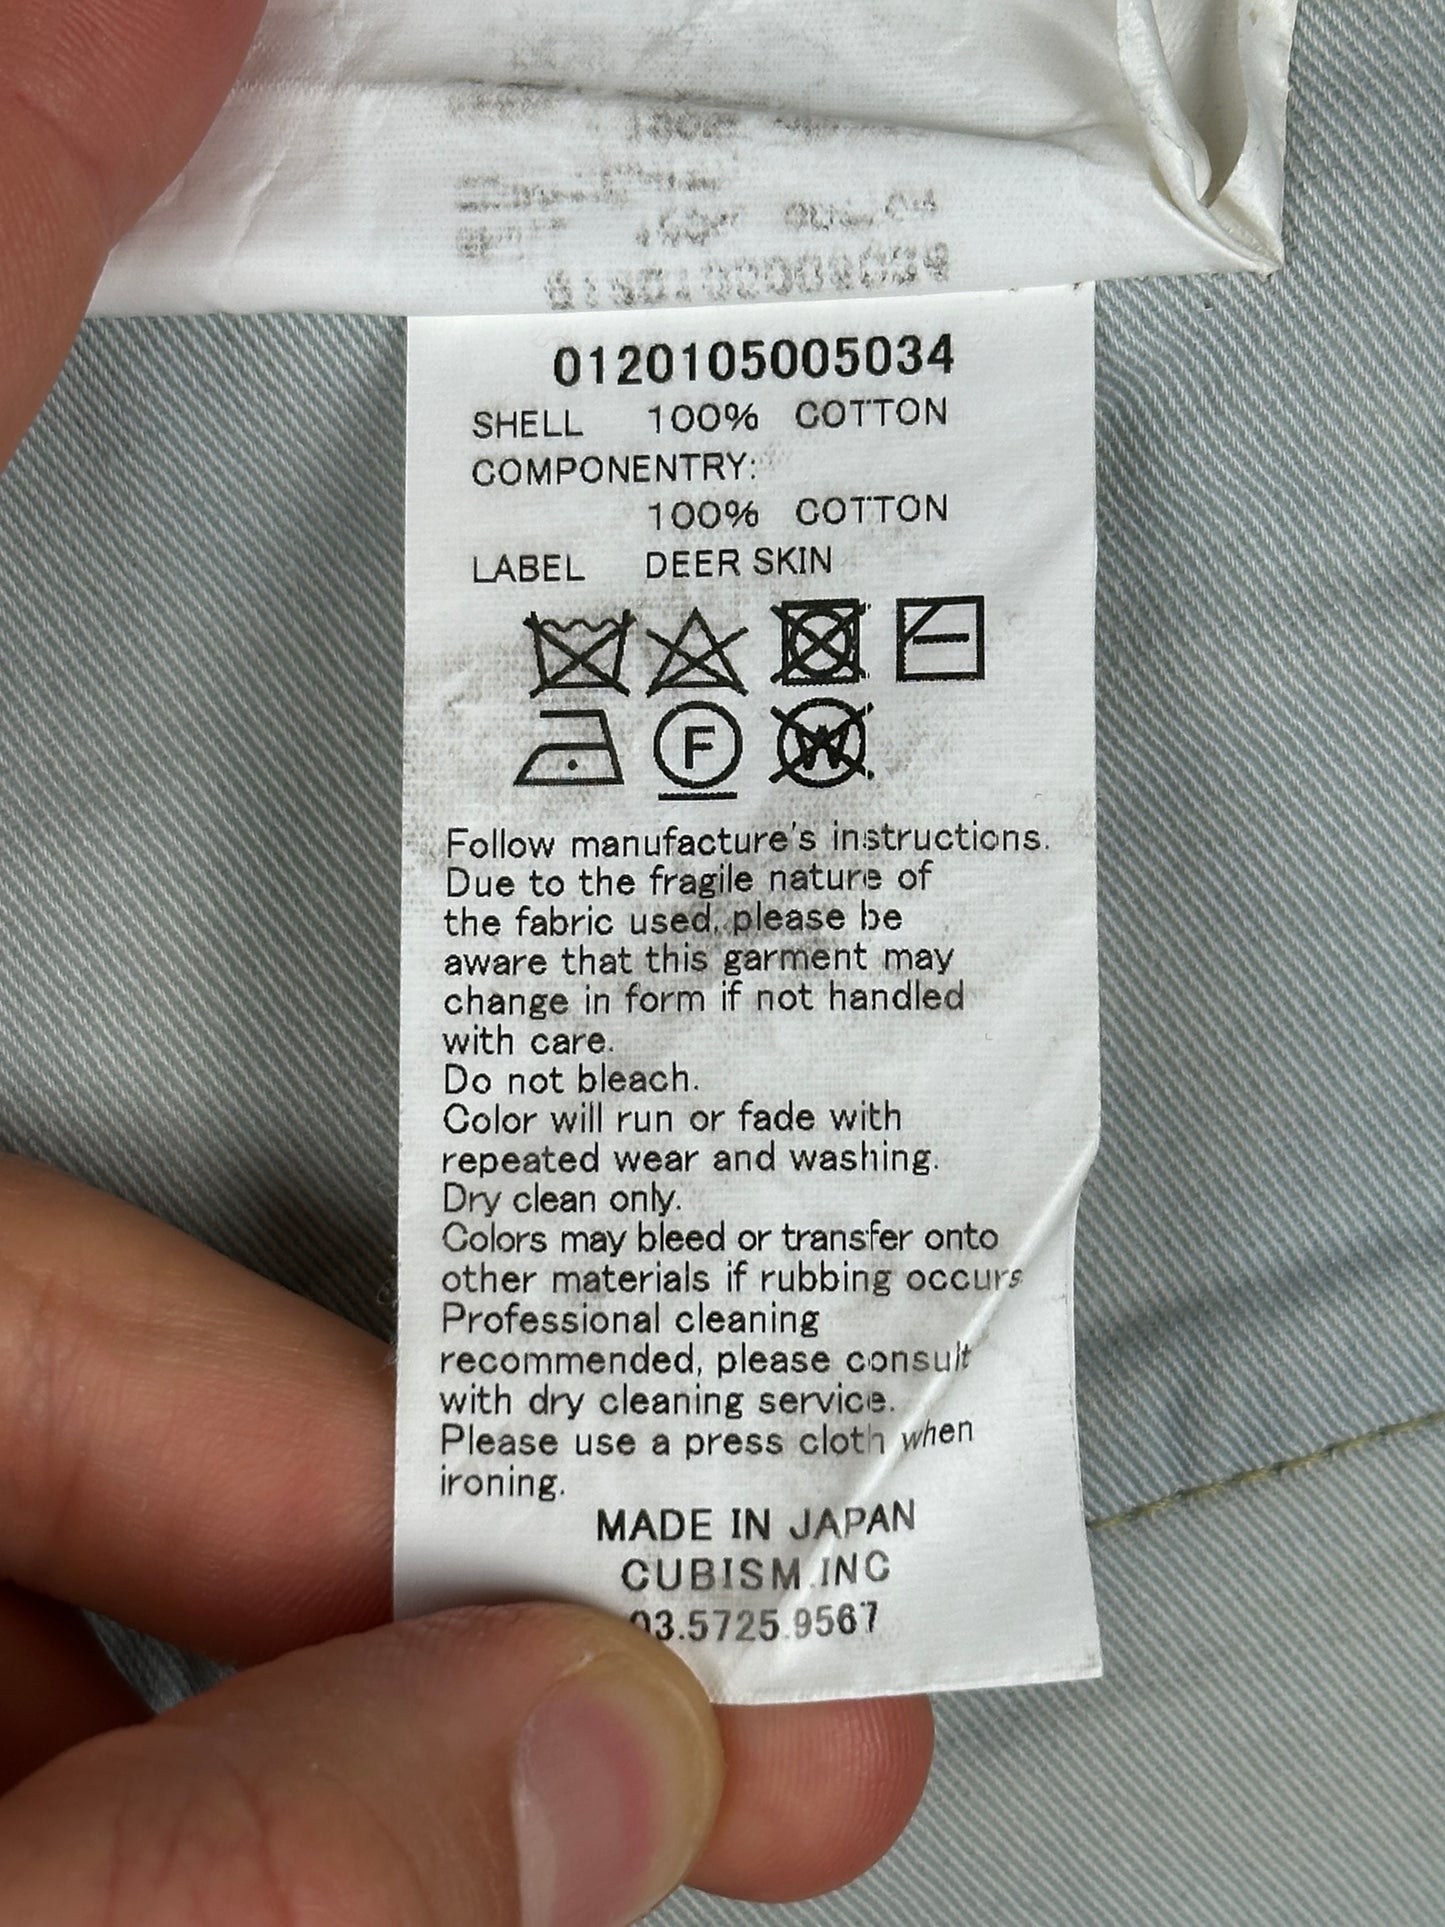 0120105005034
SHELL 100% COTTON
COMPONENTRY:
100% COTTON
LABEL DEER SKIN
F W
Follow manufacture's instructions.
Due to the fragile nature of
the fabric used, please be
aware that this garment may
change in form if not handled
with care.
Do not bleach.
Color will run or fade with
repeated wear and washing.
Dry clean only.
Colors may bleed or transfer onto
other materials if rubbing occurs
Professional cleaning
recommended, please consult
with dry cleaning service.
Please use a press cloth when
ironing.
MADE IN JAPAN
CUBISM.INC
03.5725.9567